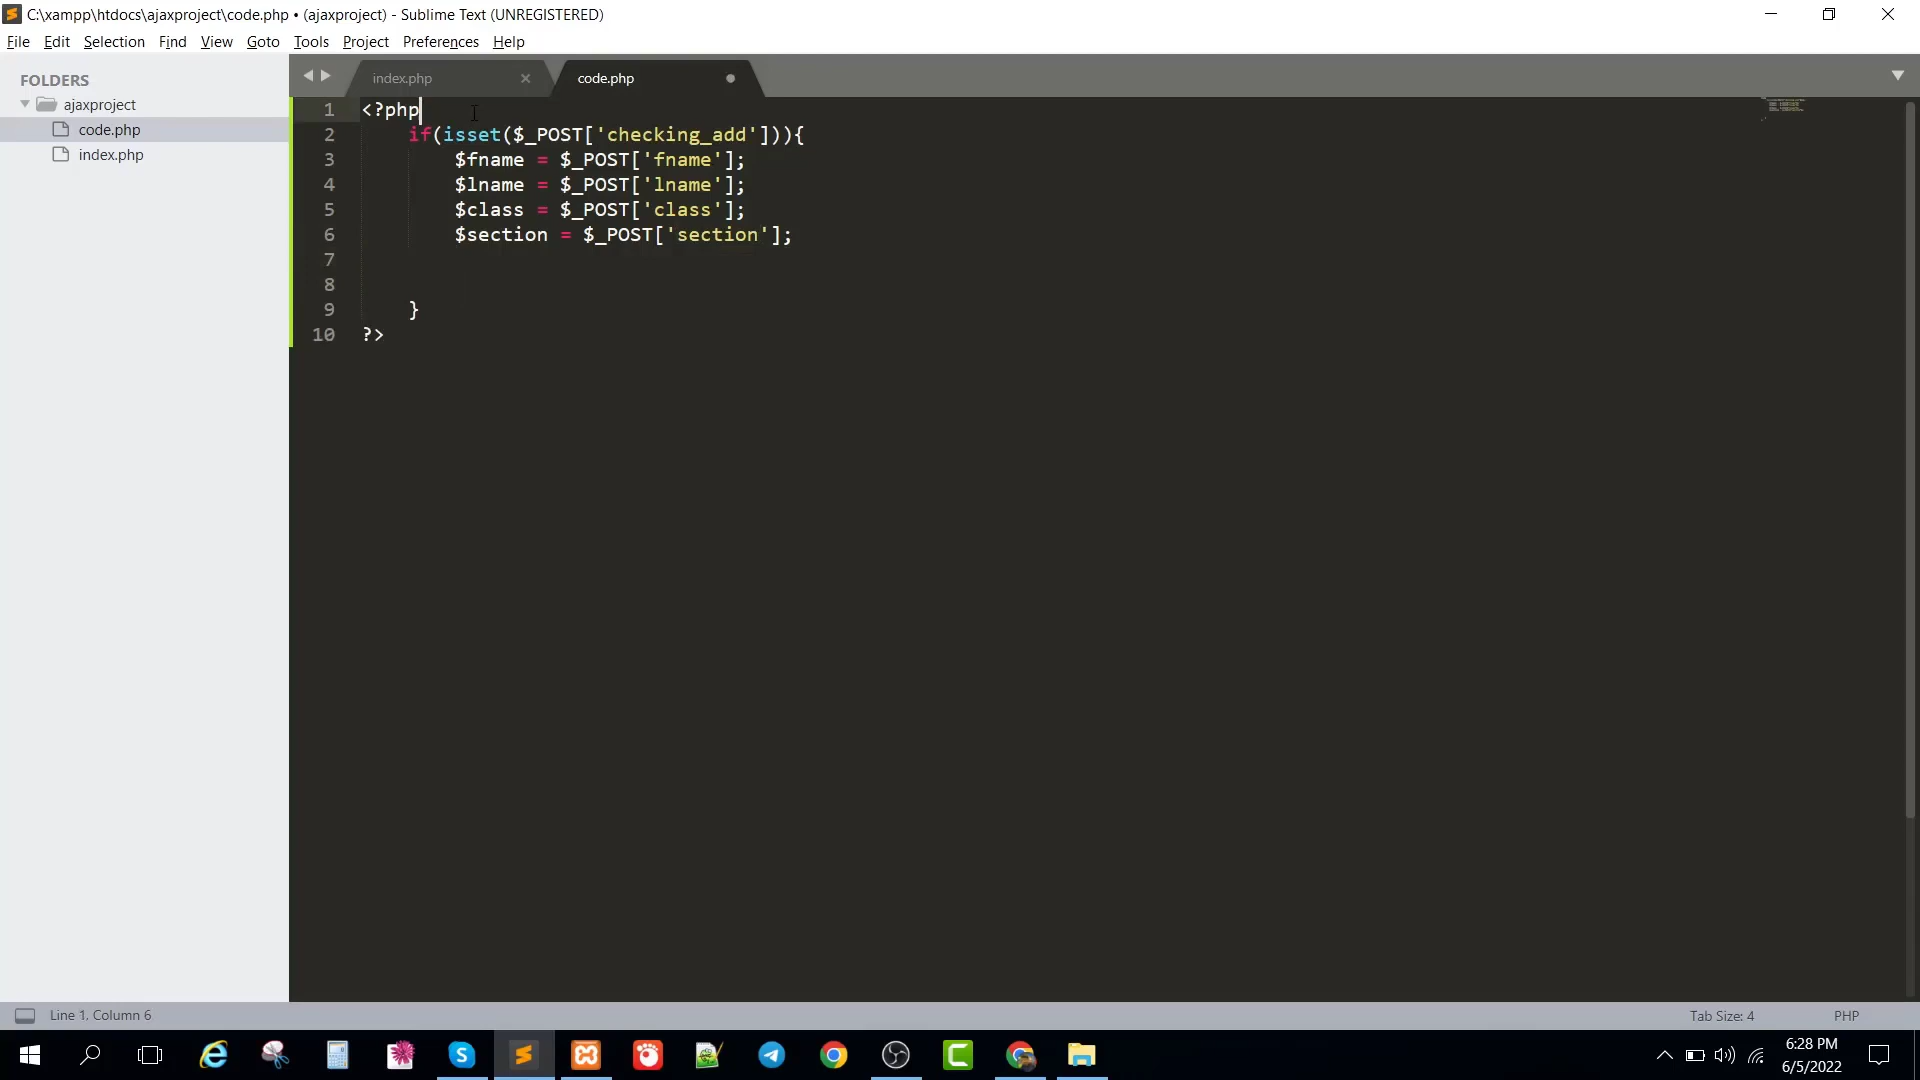 C:\xampp\htdocs\ajaxproject\code.php • (ajaxproject) - Sublime Text (UNREGISTERED)
File Edit Selection Find View Goto Tools Project Preferences Help
FOLDERS
ajaxproject
code.php
index.php
index.php
code.php
1 <?php
2 if(isset($_POST['checking_add'])){
3 $fname = $_POST['fname'];
4 $lname = $_POST['lname'];
5 $class = $_POST['class'];
6 $section = $_POST['section'];
7
8
9 }
10 ?>
Line 1, Column 6
Tab Size: 4
PHP
6:28 PM
6/5/2022